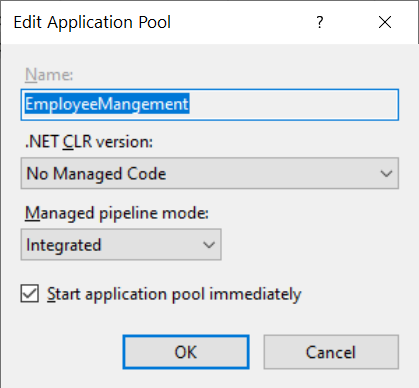 Edit Application Pool ?
Name:
EmployeeMangement
.NET CLR version:
No Managed Code
Managed pipeline mode:
Integrated
Start application pool immediately
OK Cancel